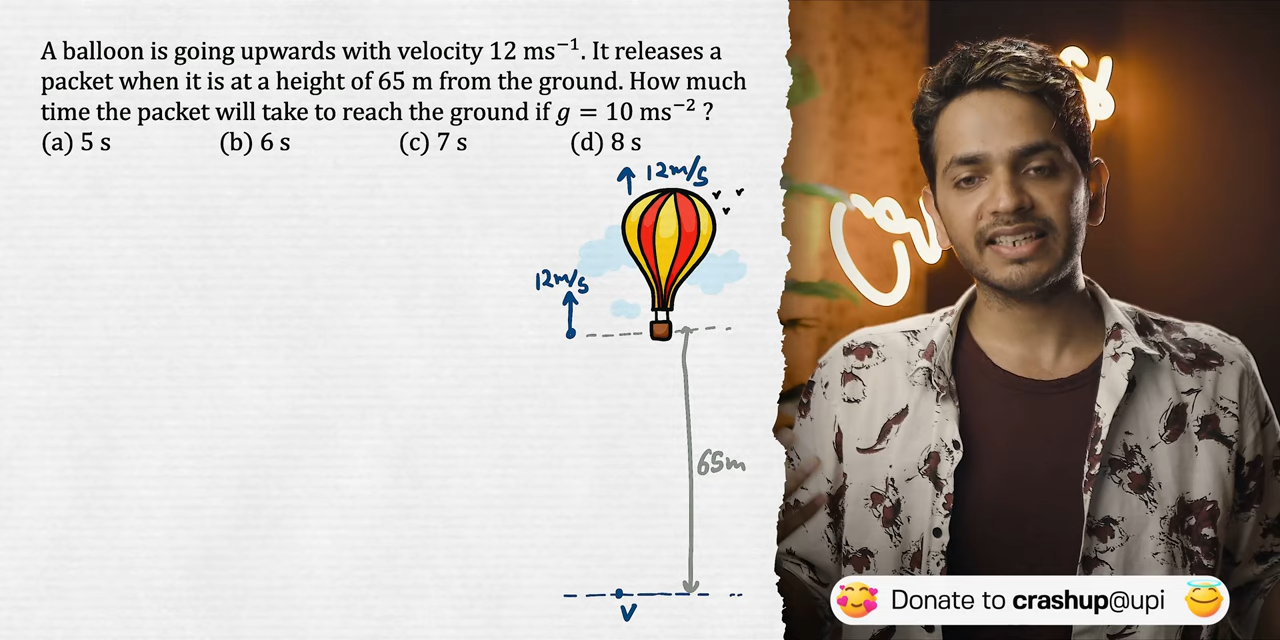 A balloon is going upwards with velocity 12 ms⁻¹. It releases a
packet when it is at a height of 65 m from the ground. How much
time the packet will take to reach the ground if g = 10 ms⁻² ?
(a) 5 s (b) 6 s (c) 7 s (d) 8 s
12m/s
12m/s
65m
v
Donate to crashup@upi